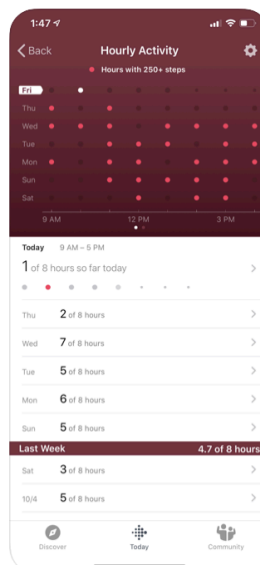 1:47
Back
Hourly Activity
Hours with 250+ steps
Fri
Thu
Wed
Tue
Mon
Sun
Sat
9 AM 12 PM 3 PM
Today 9 AM – 5 PM
1 of 8 hours so far today
Thu 2 of 8 hours
Wed 7 of 8 hours
Tue 5 of 8 hours
Mon 6 of 8 hours
Sun 5 of 8 hours
Last Week 4.7 of 8 hours
Sat 3 of 8 hours
10/4 5 of 8 hours
Discover Today Community